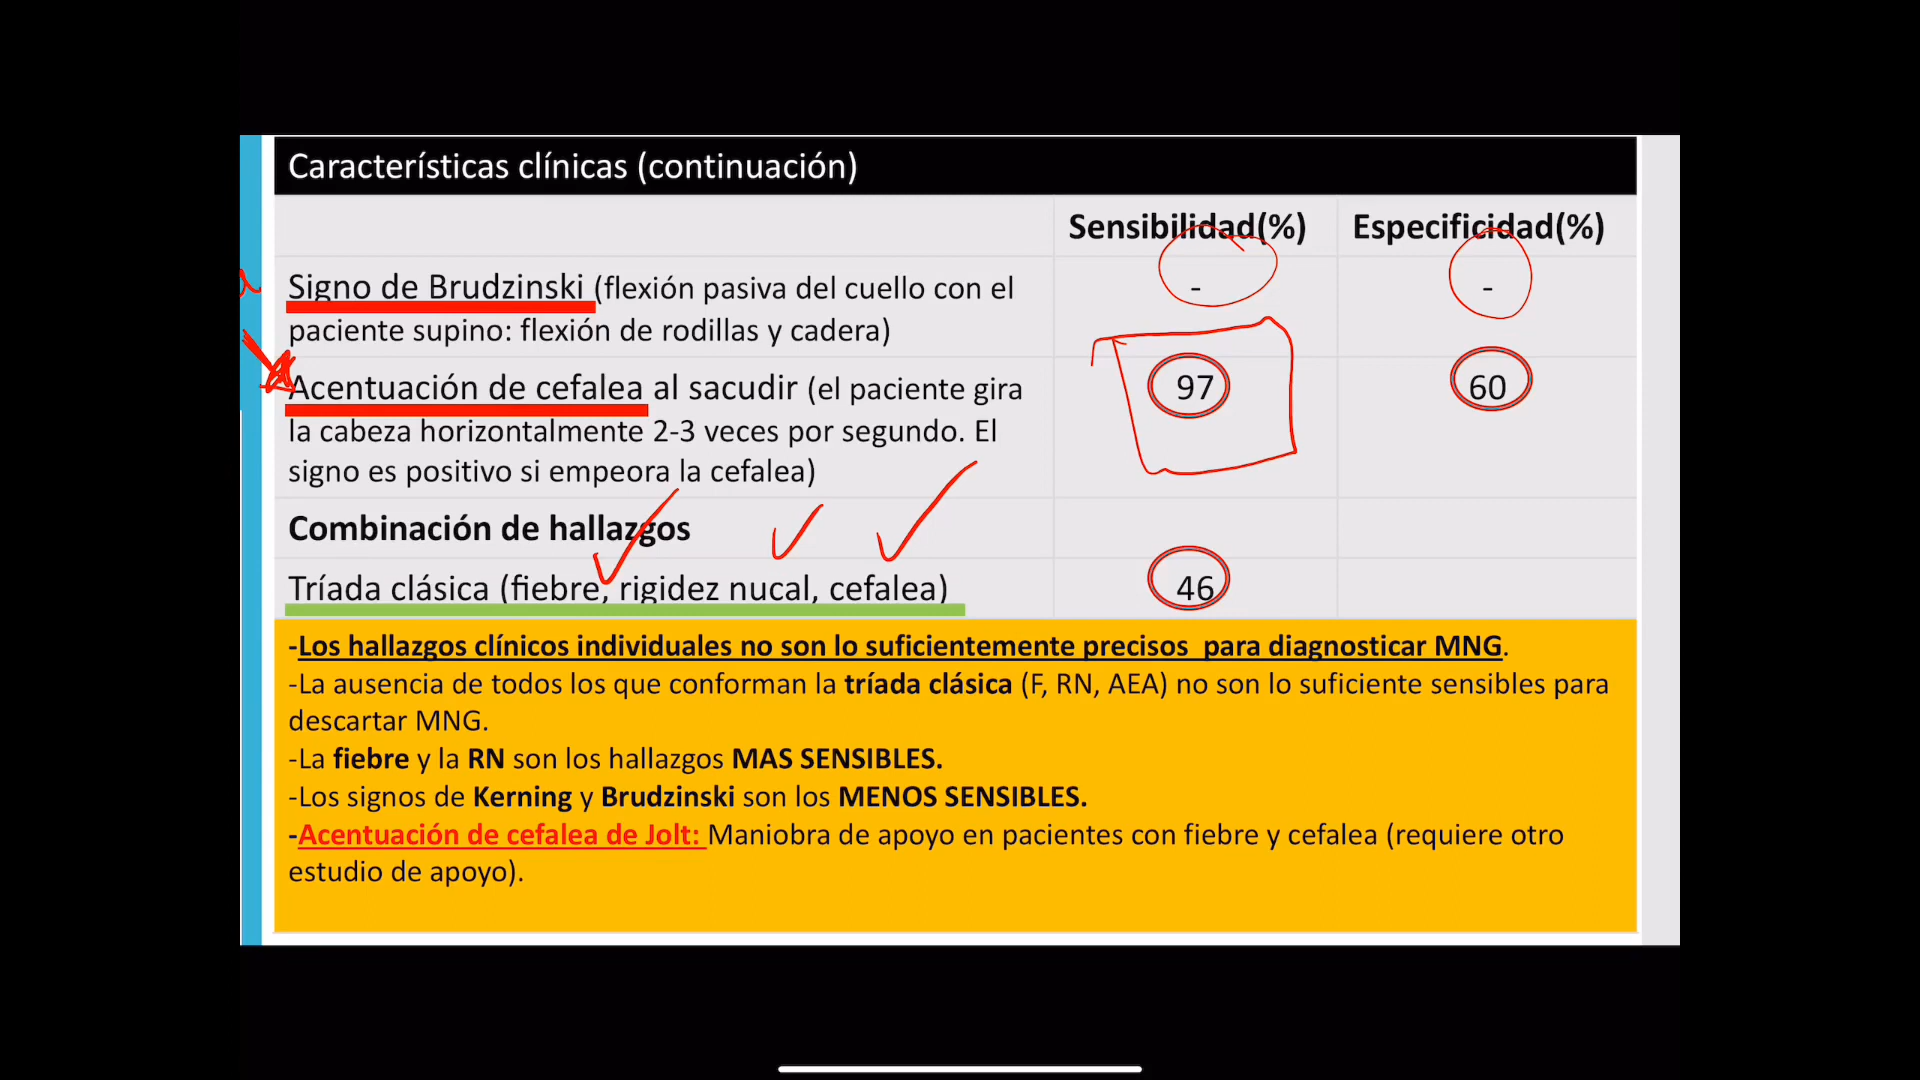 Características clínicas (continuación)
Sensibilidad(%) Especificidad(%)
Signo de Brudzinski (flexión pasiva del cuello con el - -
paciente supino: flexión de rodillas y cadera)
Acentuación de cefalea al sacudir (el paciente gira 97 60
la cabeza horizontalmente 2-3 veces por segundo. El
signo es positivo si empeora la cefalea)
Combinación de hallazgos
Tríada clásica (fiebre, rigidez nucal, cefalea) 46
-Los hallazgos clínicos individuales no son lo suficientemente precisos para diagnosticar MNG.
-La ausencia de todos los que conforman la tríada clásica (F, RN, AEA) no son lo suficiente sensibles para
descartar MNG.
-La fiebre y la RN son los hallazgos MAS SENSIBLES.
-Los signos de Kerning y Brudzinski son los MENOS SENSIBLES.
-Acentuación de cefalea de Jolt: Maniobra de apoyo en pacientes con fiebre y cefalea (requiere otro
estudio de apoyo).